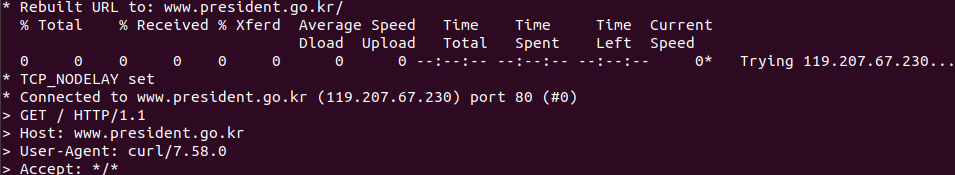 * Rebuilt URL to: www.president.go.kr/
  % Total    % Received % Xferd  Average Speed   Time    Time     Time  Current
                                 Dload  Upload   Total   Spent    Left  Speed
  0     0    0     0    0     0      0      0 --:--:-- --:--:-- --:--:--     0*   Trying 119.207.67.230...
* TCP_NODELAY set
* Connected to www.president.go.kr (119.207.67.230) port 80 (#0)
> GET / HTTP/1.1
> Host: www.president.go.kr
> User-Agent: curl/7.58.0
> Accept: */*